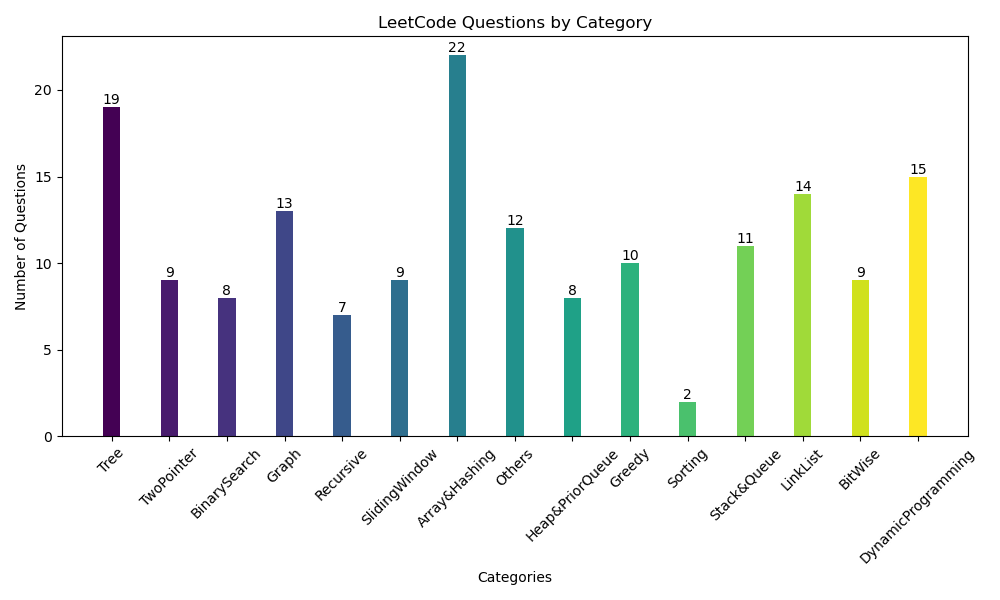 LeetCode Questions by Category
Number of Questions
20
15
10
5
0
19
9
8
13
7
9
22
12
8
10
2
11
14
9
15
Tree
TwoPointer
BinarySearch
Graph
Recursive
SlidingWindow
Array&Hashing
Others
Heap&PriorQueue
Greedy
Sorting
Stack&Queue
LinkList
BitWise
DynamicProgramming
Categories